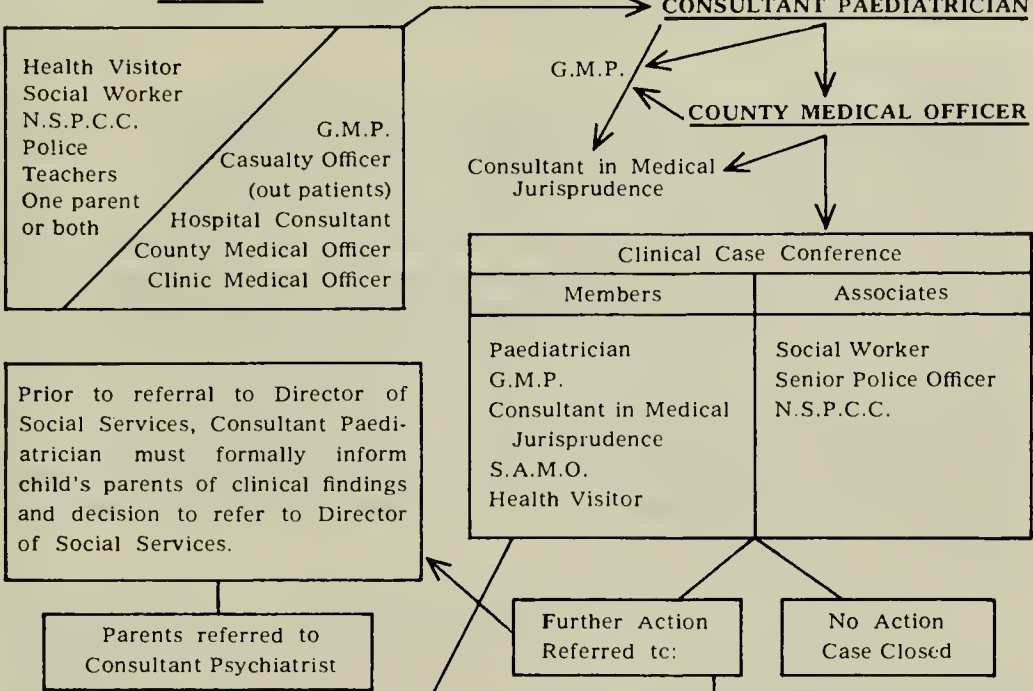 CONSULTANT PAEDIATRICIAN
Health Visitor
Social Worker
N.S.P.C.C.
Police
Teachers
One parent
or both
G.M.P.
Casualty Officer
(out patients)
Hospital Consultant
County Medical Officer
Clinic Medical Officer
G.M.P.
COUNTY MEDICAL OFFICER
Consultant in Medical
Jurisprudence
Clinical Case Conference
Members
Associates
Paediatrician
G.M.P.
Consultant in Medical
Jurisprudence
S.A.M.O.
Health Visitor
Social Worker
Senior Police Officer
N.S.P.C.C.
Prior to referral to Director of
Social Services, Consultant Paedi-
atrician must formally inform
child's parents of clinical findings
and decision to refer to Director
of Social Services.
Parents referred to
Consultant Psychiatrist
Further Action
Referred to:
No Action
Case Closed